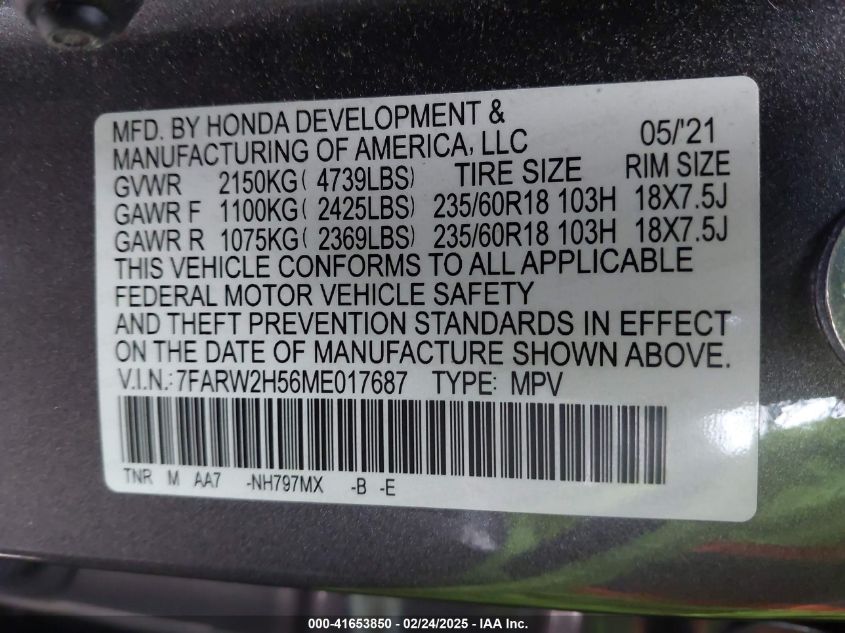 MFD. BY HONDA DEVELOPMENT &
MANUFACTURING OF AMERICA, LLC 05/'21
GVWR 2150KG( 4739LBS) TIRE SIZE RIM SIZE
GAWR F 1100KG( 2425LBS) 235/60R18 103H 18X7.5J
GAWR R 1075KG( 2369LBS) 235/60R18 103H 18X7.5J
THIS VEHICLE CONFORMS TO ALL APPLICABLE
FEDERAL MOTOR VEHICLE SAFETY
AND THEFT PREVENTION STANDARDS IN EFFECT
ON THE DATE OF MANUFACTURE SHOWN ABOVE.
V.I.N.: 7FARW2H56ME017687 TYPE: MPV
TNR M AA7 -NH797MX -B -E
000-41653850 - 02/24/2025 - IAA Inc.